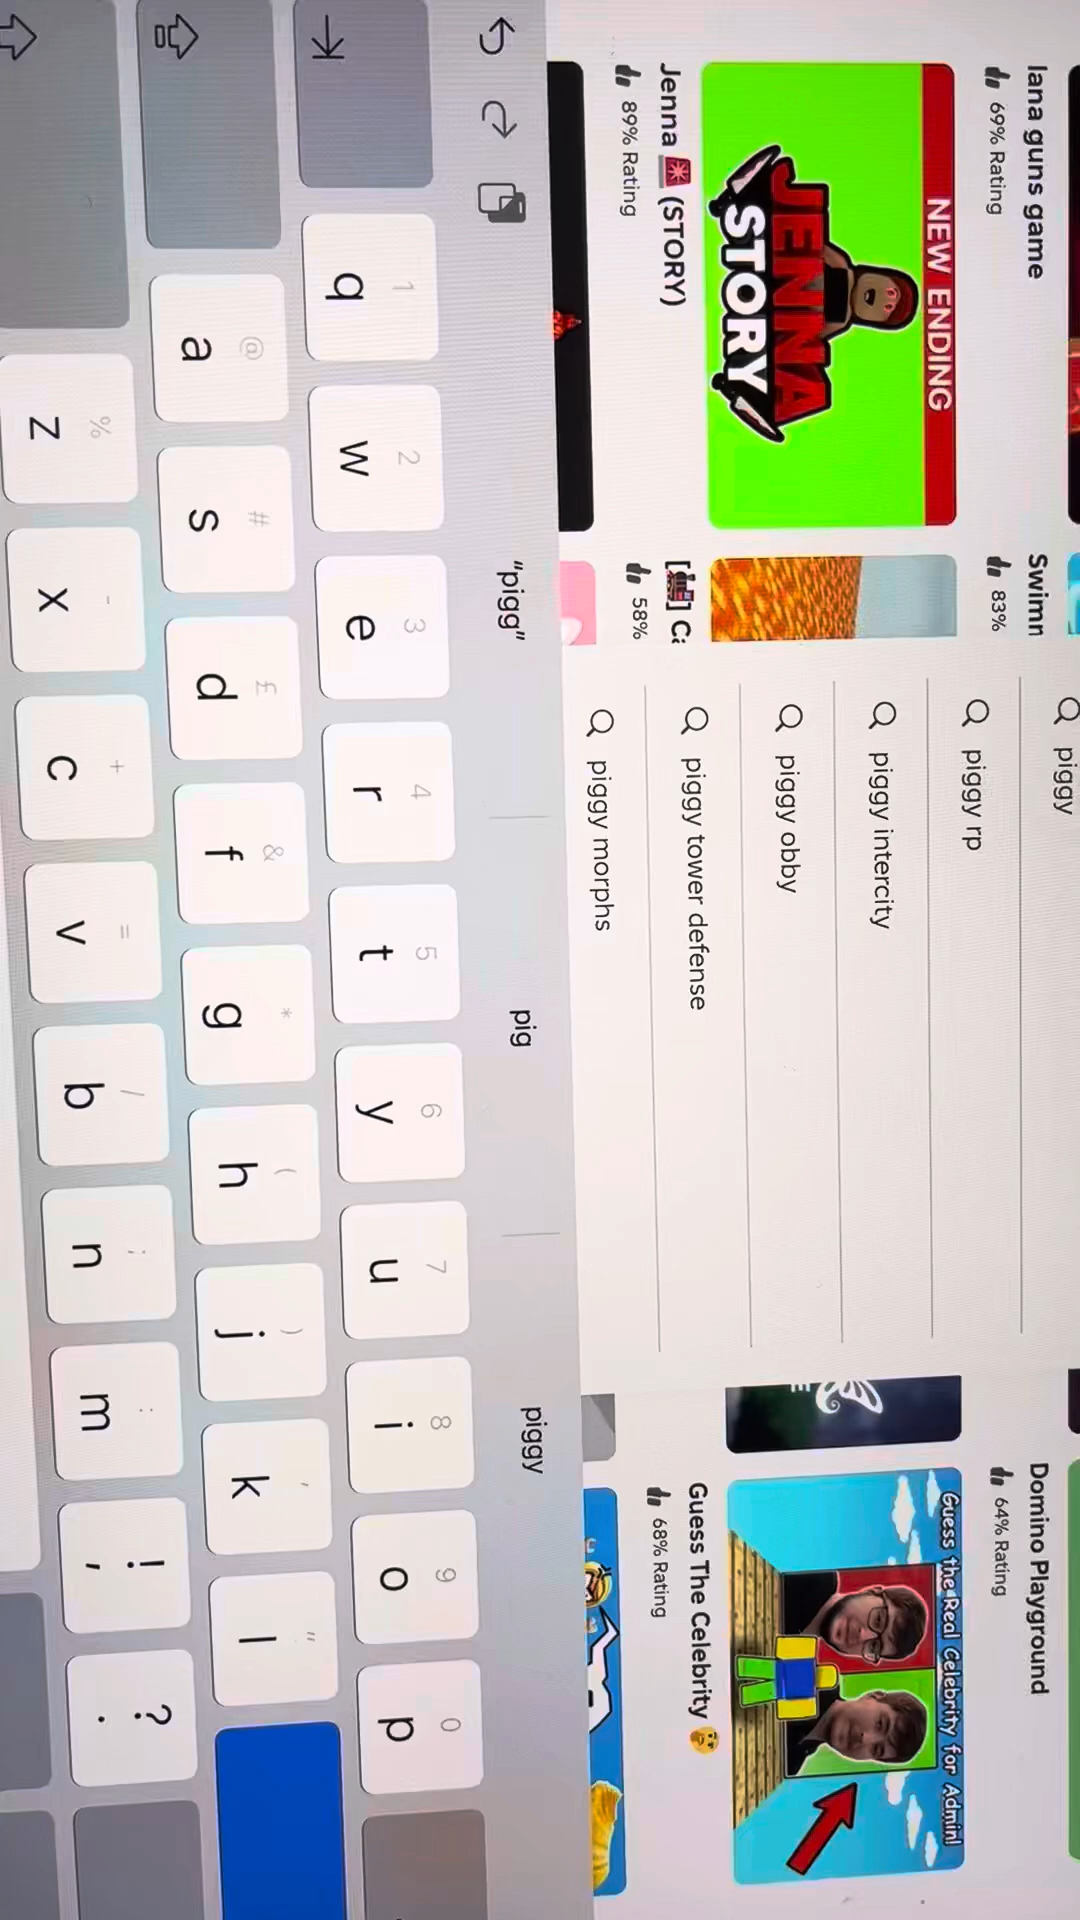 lana guns game
69% Rating
Swimn
83%
NEW ENDING
JENNA
STORY
Jenna 🚨 (STORY)
89% Rating
[🚂] Ca
58%
piggy
piggy rp
piggy intercity
piggy obby
piggy tower defense
piggy morphs
Domino Playground
64% Rating
Guess the Real Celebrity for Admin!
Guess The Celebrity 🤔
68% Rating
"pigg"
pig
piggy
1 2 3 4 5 6 7 8 9 0
q w e r t y u i o p
@ # £ & * ( ) ' "
a s d f g h j k l
% - + = / ; : ! ?
z x c v b n m , .